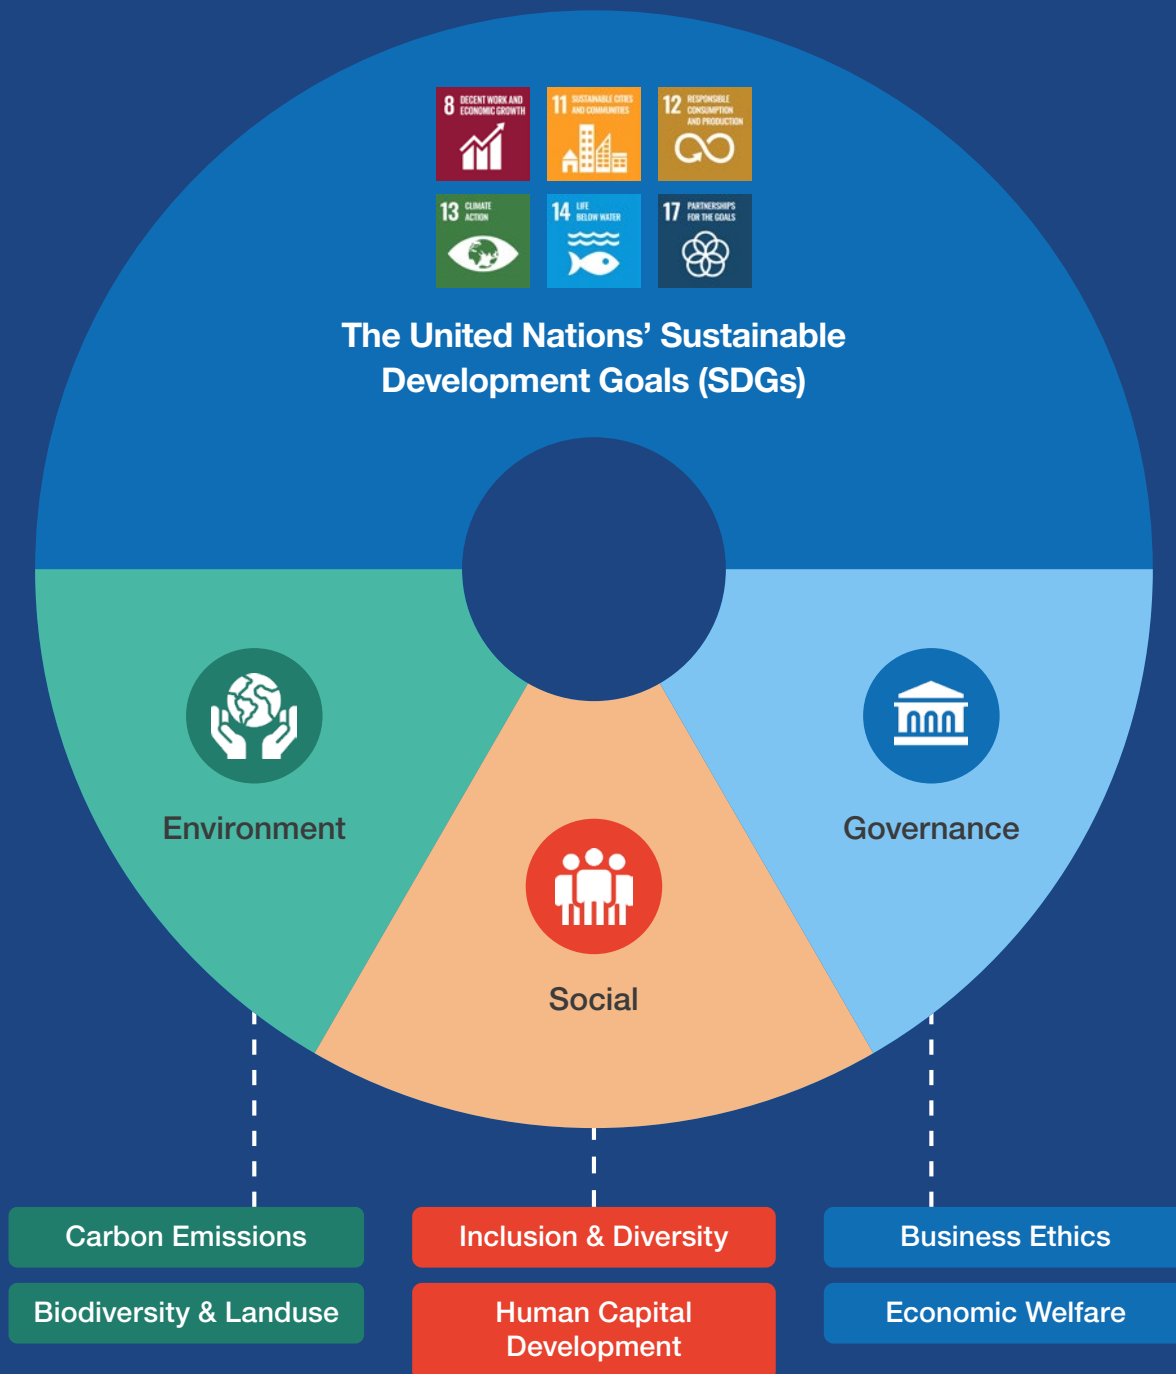 8 DECENT WORK AND
ECONOMIC GROWTH
11 SUSTAINABLE CITIES
AND COMMUNITIES
12 RESPONSIBLE
CONSUMPTION
AND PRODUCTION
13 CLIMATE
ACTION
14 LIFE
BELOW WATER
17 PARTNERSHIPS
FOR THE GOALS
The United Nations’ Sustainable
Development Goals (SDGs)
Environment
Governance
Social
Carbon Emissions
Inclusion & Diversity
Business Ethics
Biodiversity & Landuse
Human Capital
Development
Economic Welfare